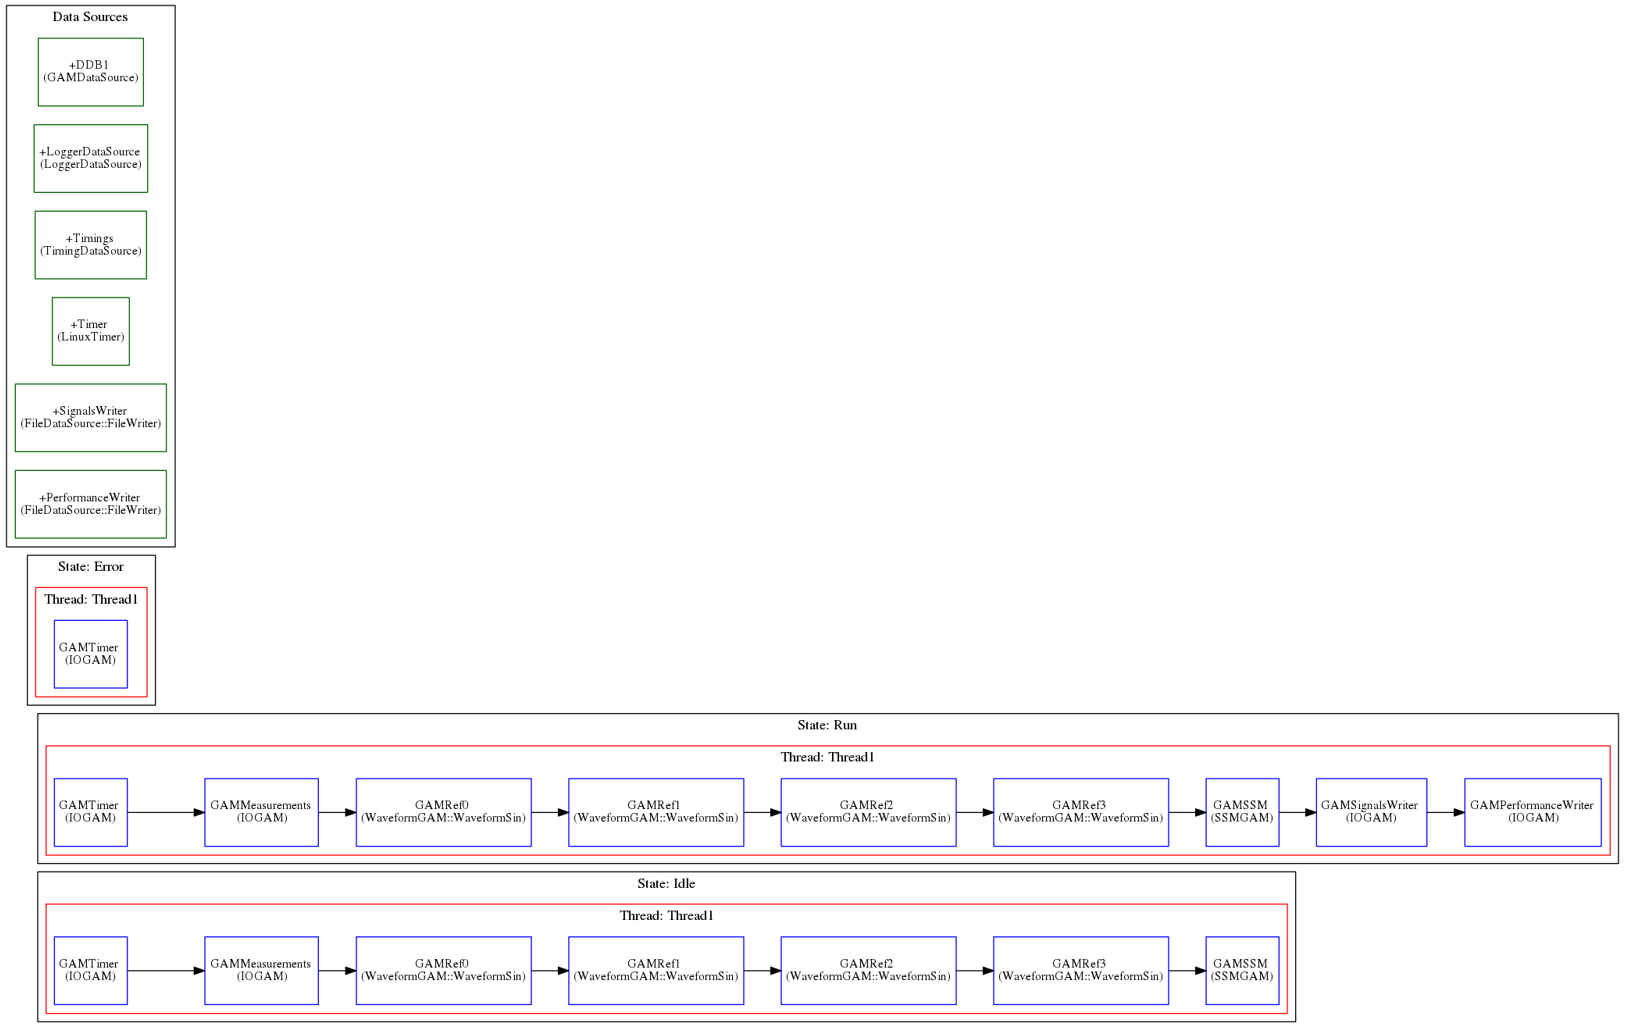 Data Sources
+DDB1
(GAMDataSource)
+LoggerDataSource
(LoggerDataSource)
+Timings
(TimingDataSource)
+Timer
(LinuxTimer)
+SignalsWriter
(FileDataSource::FileWriter)
+PerformanceWriter
(FileDataSource::FileWriter)
State: Error
Thread: Thread1
GAMTimer
(IOGAM)
State: Run
Thread: Thread1
GAMTimer
(IOGAM)
GAMMeasurements
(IOGAM)
GAMRef0
(WaveformGAM::WaveformSin)
GAMRef1
(WaveformGAM::WaveformSin)
GAMRef2
(WaveformGAM::WaveformSin)
GAMRef3
(WaveformGAM::WaveformSin)
GAMSSM
(SSMGAM)
GAMSignalsWriter
(IOGAM)
GAMPerformanceWriter
(IOGAM)
State: Idle
Thread: Thread1
GAMTimer
(IOGAM)
GAMMeasurements
(IOGAM)
GAMRef0
(WaveformGAM::WaveformSin)
GAMRef1
(WaveformGAM::WaveformSin)
GAMRef2
(WaveformGAM::WaveformSin)
GAMRef3
(WaveformGAM::WaveformSin)
GAMSSM
(SSMGAM)